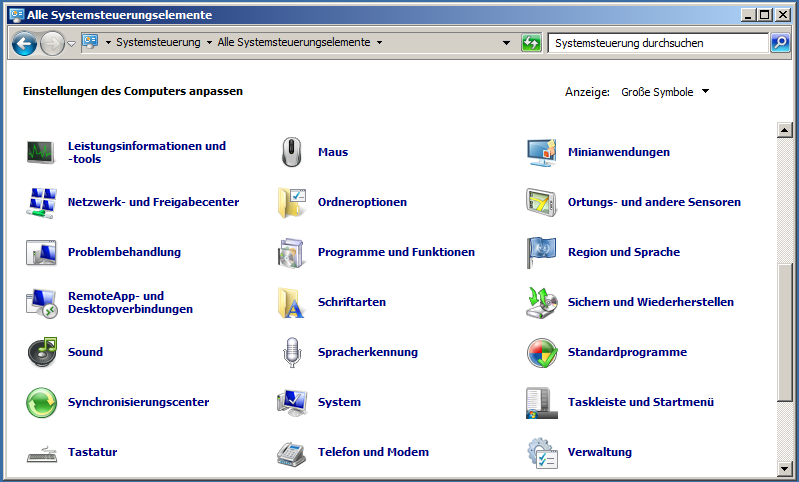 Alle Systemsteuerungselemente
Systemsteuerung Alle Systemsteuerungselemente
Systemsteuerung durchsuchen
Einstellungen des Computers anpassen
Anzeige: Große Symbole
Leistungsinformationen und
-tools
Maus
Minianwendungen
Netzwerk- und Freigabecenter
Ordneroptionen
Ortungs- und andere Sensoren
Problembehandlung
Programme und Funktionen
Region und Sprache
RemoteApp- und
Desktopverbindungen
Schriftarten
Sichern und Wiederherstellen
Sound
Spracherkennung
Standardprogramme
Synchronisierungscenter
System
Taskleiste und Startmenü
Tastatur
Telefon und Modem
Verwaltung